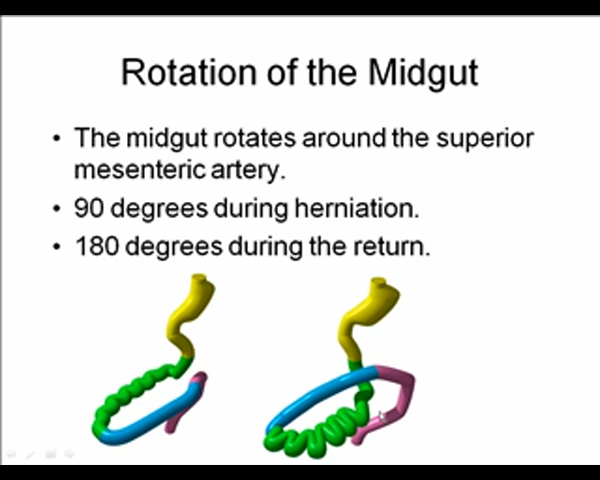 Rotation of the Midgut
• The midgut rotates around the superior
mesenteric artery.
• 90 degrees during herniation.
• 180 degrees during the return.